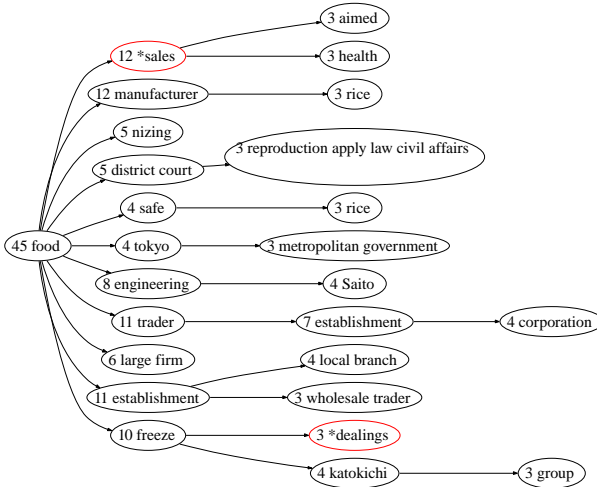 3 aimed
12 *sales
3 health
12 manufacturer
3 rice
5 nizing
3 reproduction apply law civil affairs
5 district court
4 safe
3 rice
45 food
4 tokyo
3 metropolitan government
8 engineering
4 Saito
11 trader
7 establishment
4 corporation
6 large firm
4 local branch
11 establishment
3 wholesale trader
10 freeze
3 *dealings
4 katokichi
3 group